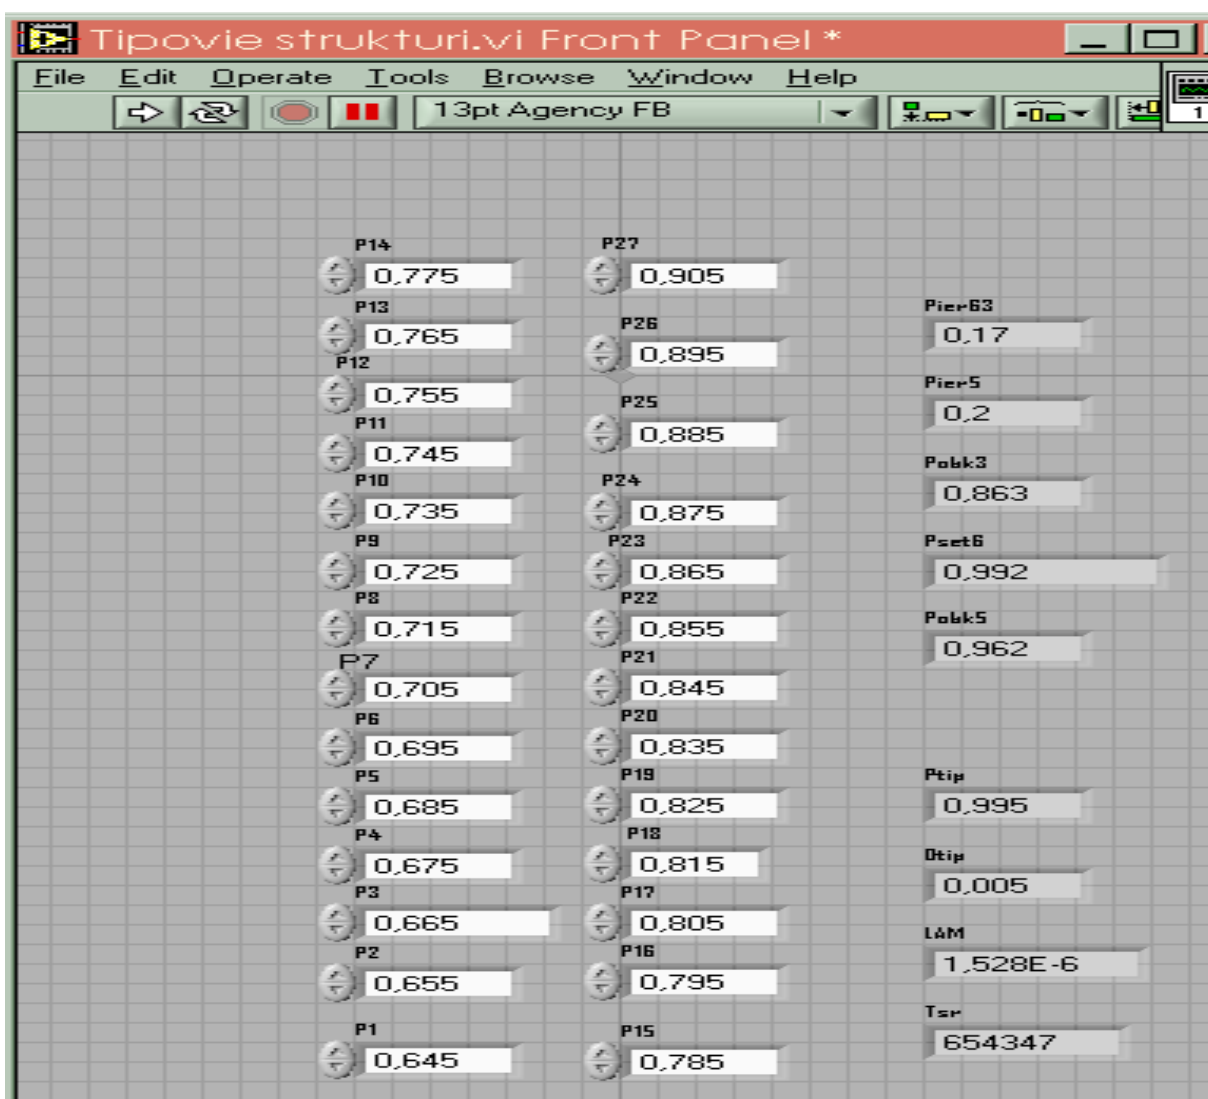 Tipovie strukturi.vi Front Panel *
File Edit Operate Tools Browse Window Help
13pt Agency FB
1
P14 P27
0,775 0,905
P13 Pier63
0,765 0,17
P26
0,895
P12
0,755
Pier5
0,2
P25
0,885
P11
0,745
Pobk3
0,863
P10 P24
0,735 0,875
P9 P23 Pset6
0,725 0,865 0,992
P8 P22
0,715 0,855
Pobk5
0,962
P7 P21
0,705 0,845
P6 P20
0,695 0,835
P5 P19 Ptip
0,685 0,825 0,995
P4 P18
0,675 0,815
Qtip
0,005
P3 P17
0,665 0,805
LAM
1,528E-6
P2 P16
0,655 0,795
Tsr
654347
P1 P15
0,645 0,785